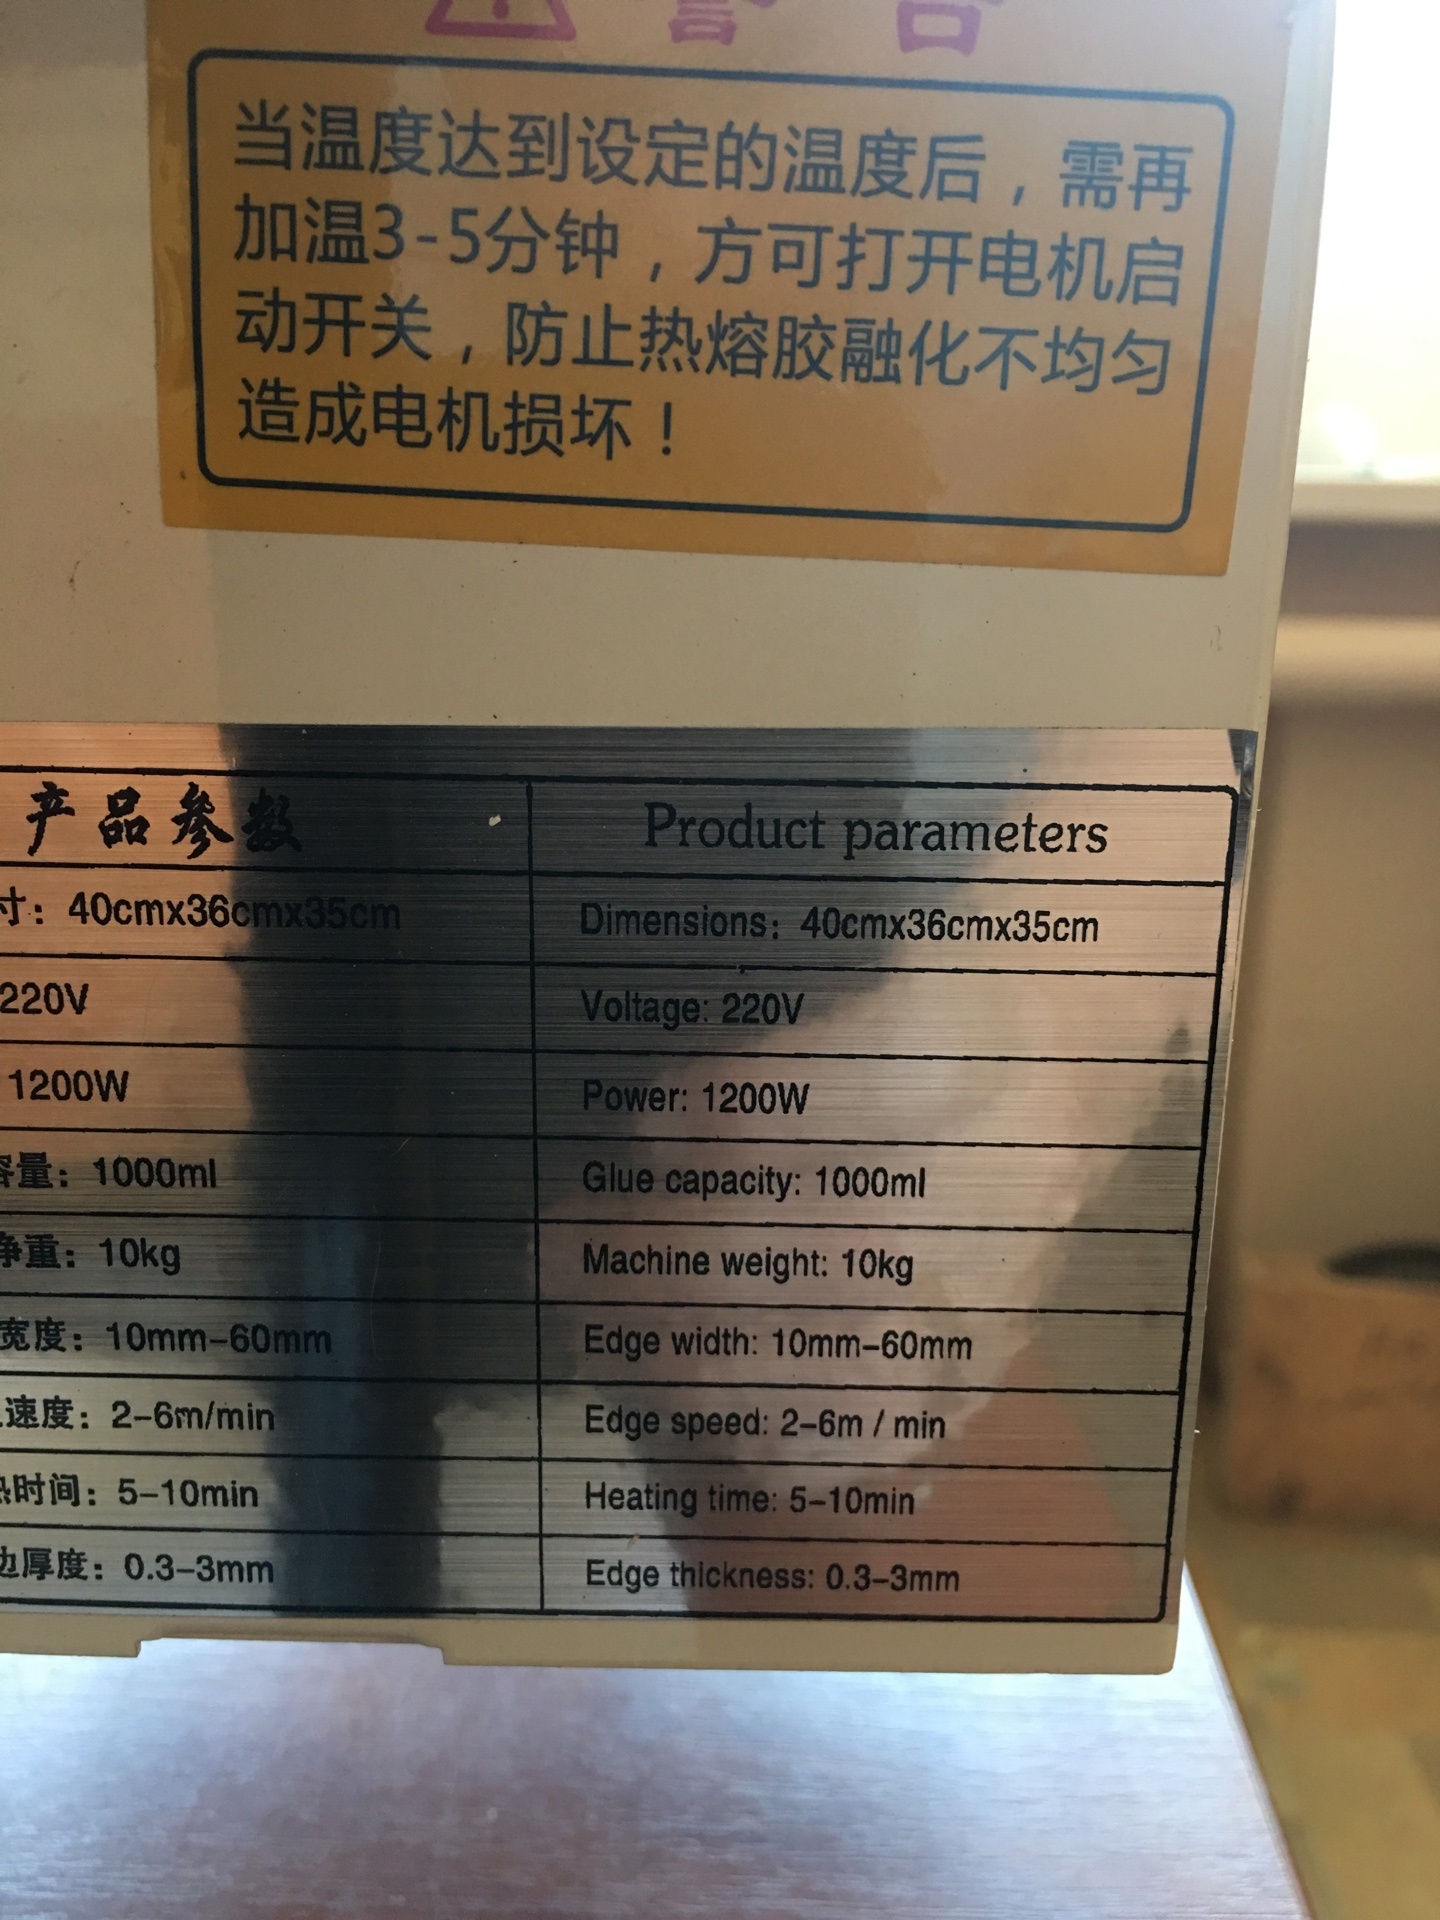 警告
当温度达到设定的温度后，需再
加温3-5分钟，方可打开电机启
动开关，防止热熔胶融化不均匀
造成电机损坏！
产品参数
Product parameters
寸：40cmx36cmx35cm
Dimensions：40cmx36cmx35cm
220V
Voltage: 220V
1200W
Power: 1200W
容量：1000ml
Glue capacity: 1000ml
净重：10kg
Machine weight: 10kg
宽度：10mm–60mm
Edge width: 10mm–60mm
速度：2–6m/min
Edge speed: 2–6m / min
热时间：5–10min
Heating time: 5–10min
边厚度：0.3–3mm
Edge thickness: 0.3–3mm